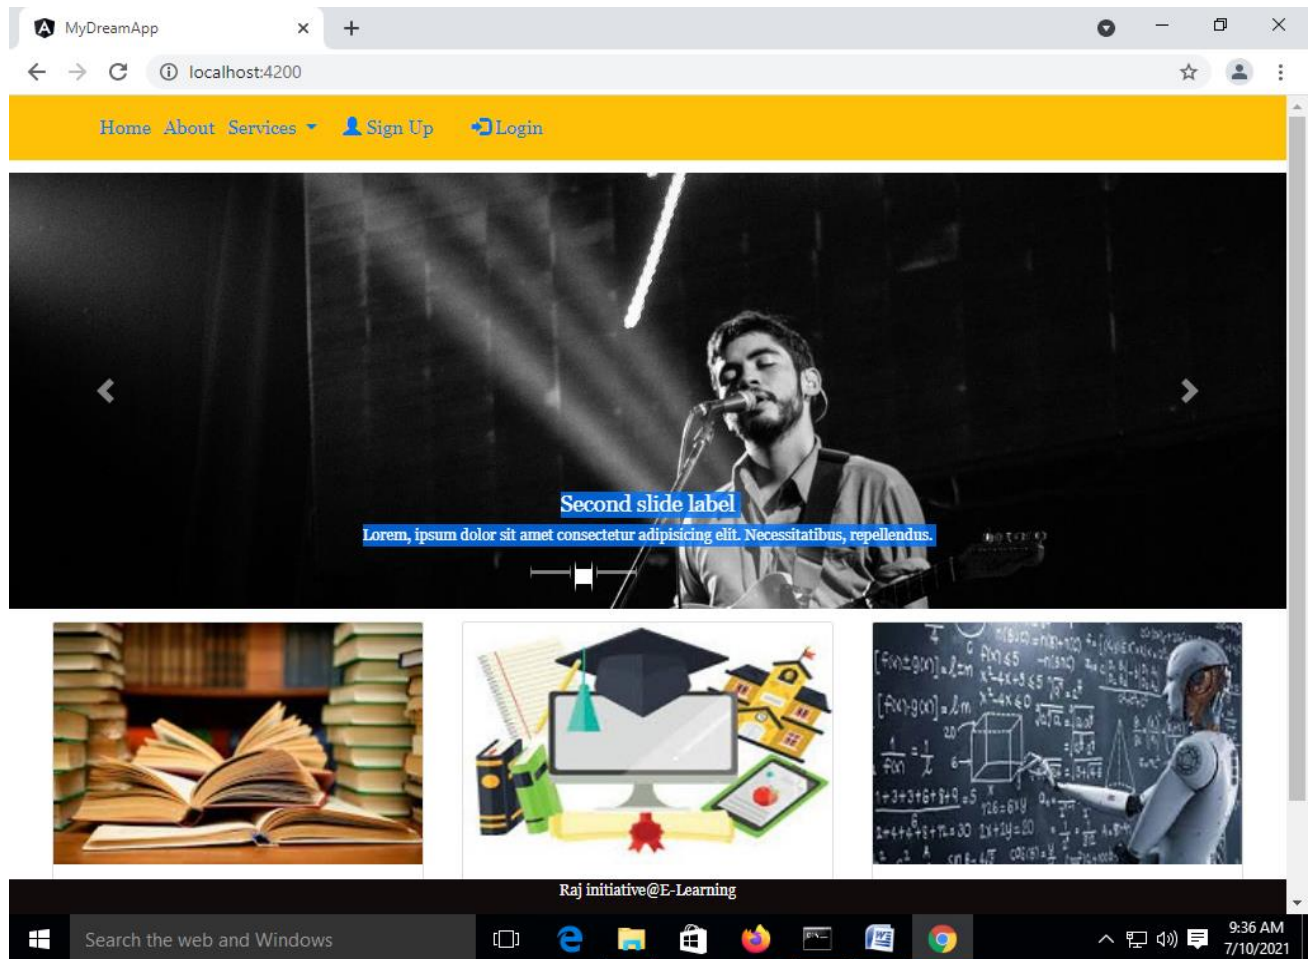 MyDreamApp
localhost:4200
Home About Services Sign Up Login
Second slide label
Lorem, ipsum dolor sit amet consectetur adipisicing elit. Necessitatibus, repellendus.
Raj initiative@E-Learning
Search the web and Windows
9:36 AM
7/10/2021